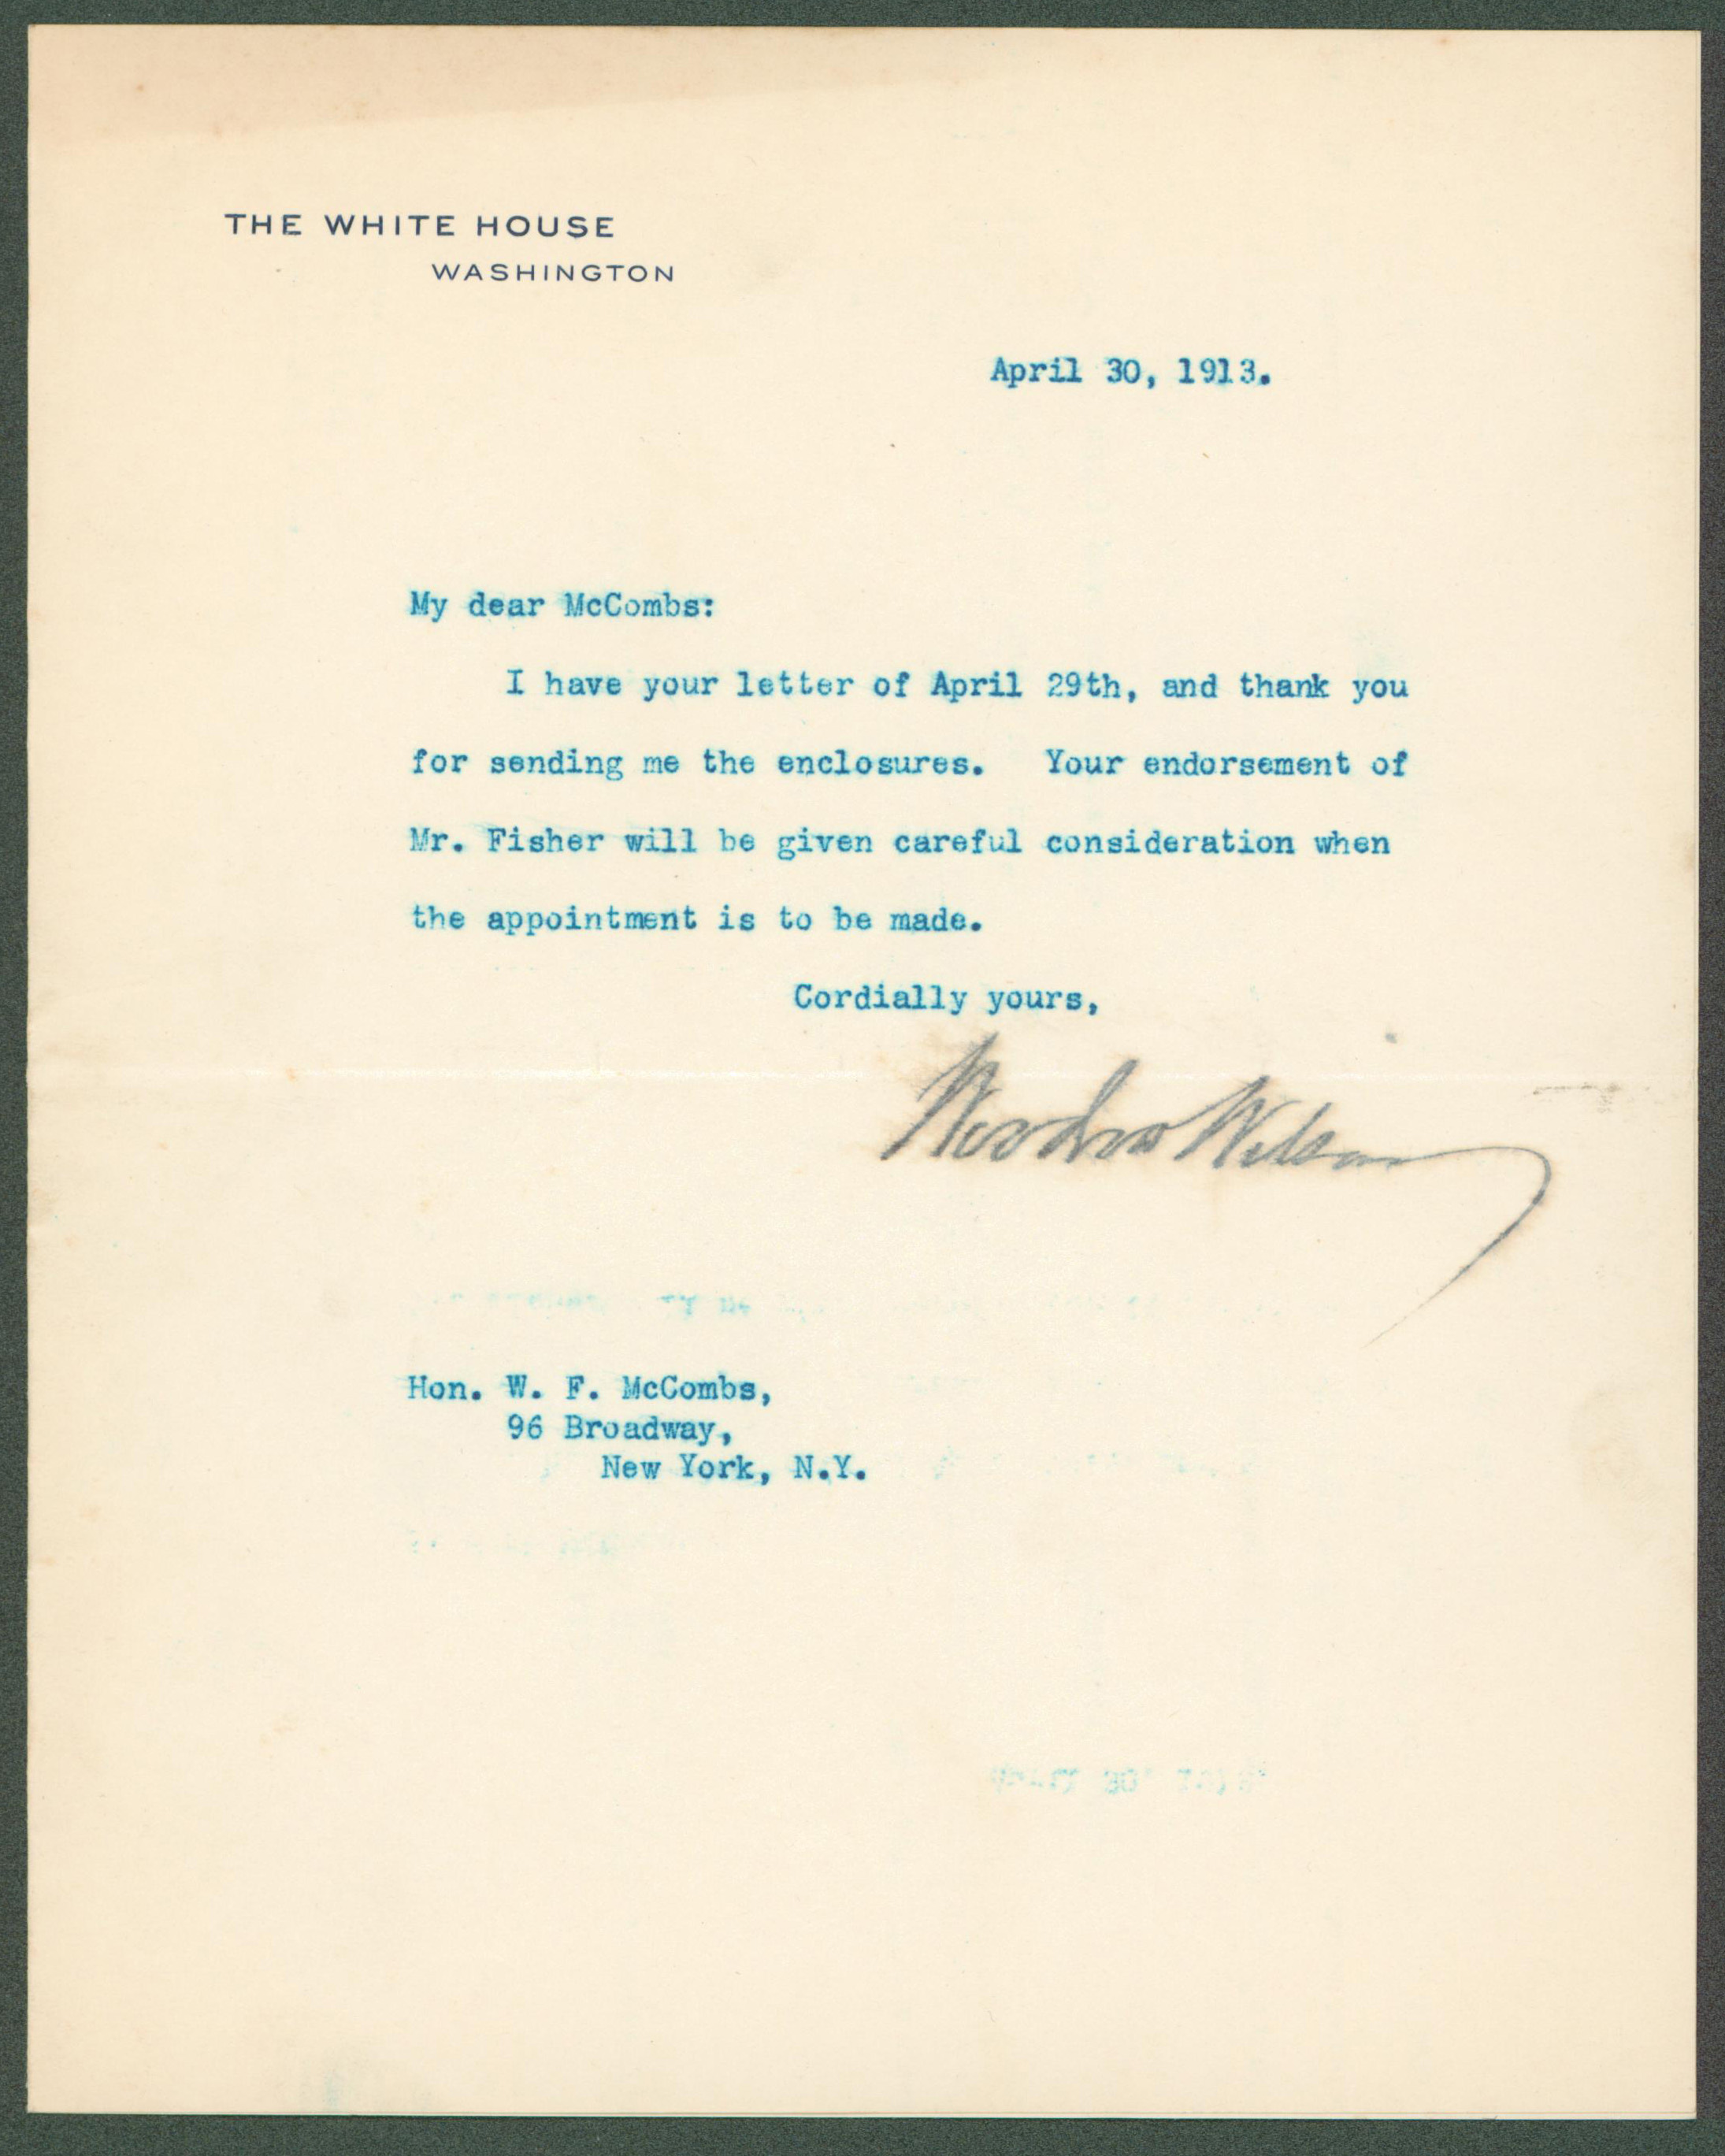 THE WHITE HOUSE
WASHINGTON
April 30, 1913.
My dear McCombs:
I have your letter of April 29th, and thank you
for sending me the enclosures. Your endorsement of
Mr. Fisher will be given careful consideration when
the appointment is to be made.
Cordially yours,
Woodrow Wilson
Hon. W. F. McCombs,
96 Broadway,
New York, N.Y.